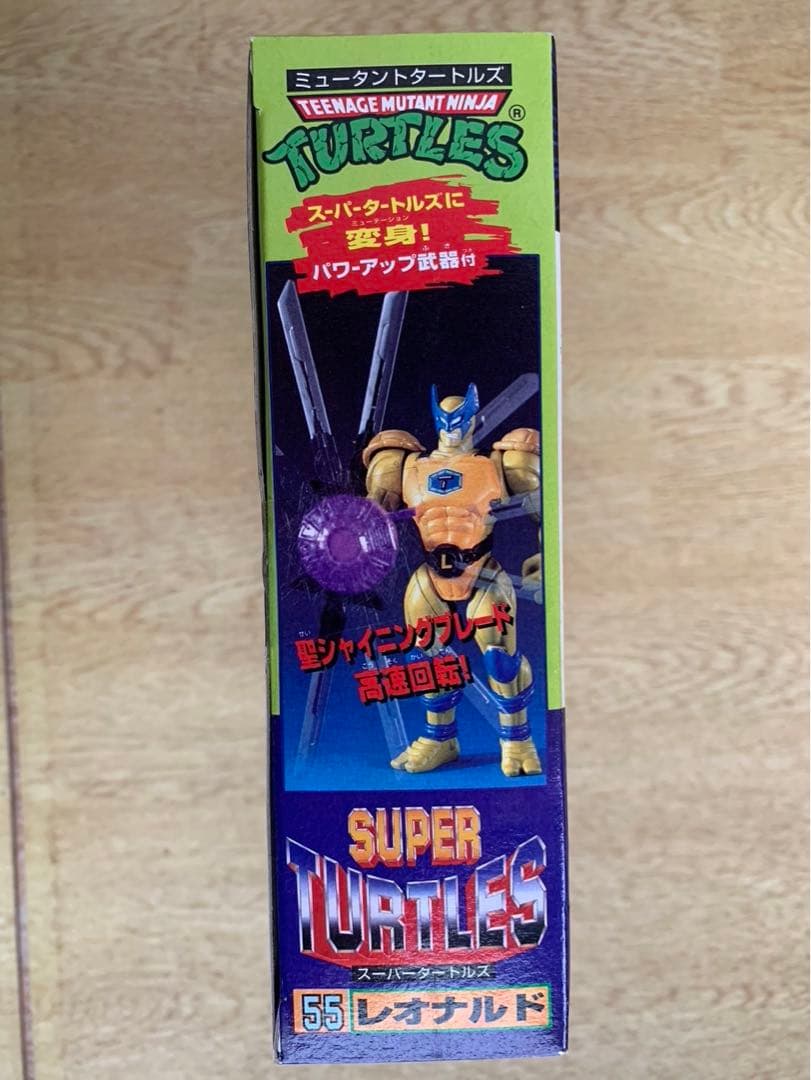 ミュータントタートルズ
TEENAGE MUTANT NINJA
TURTLES®
スーパータートルズに
ミューテーション
変身!
ぶき つき
パワーアップ武器付
T
L
せい
聖シャイニングブレード
こう そく かい てん
高速回転!
SUPER
TURTLES
スーパータートルズ
55 レオナルド